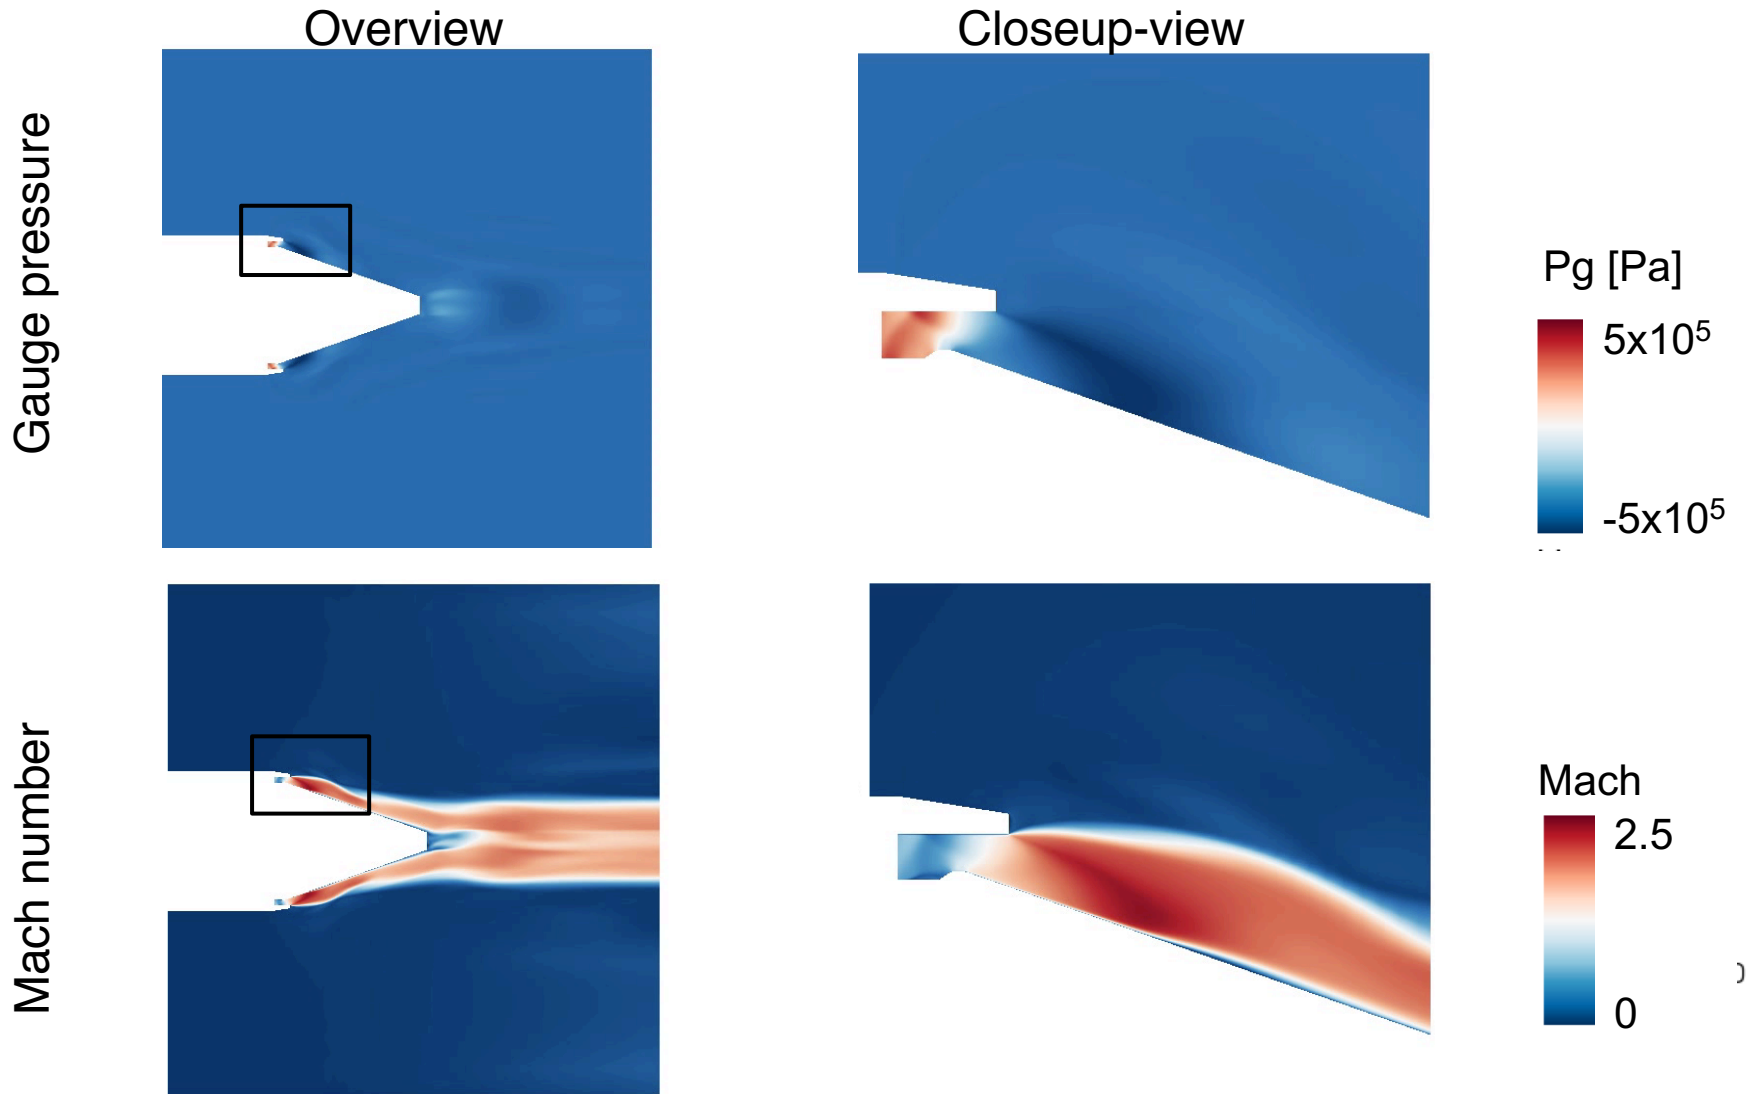 Overview
Closeup-view
Gauge pressure
Pg [Pa]
5x10⁵
-5x10⁵
Mach number
Mach
2.5
0